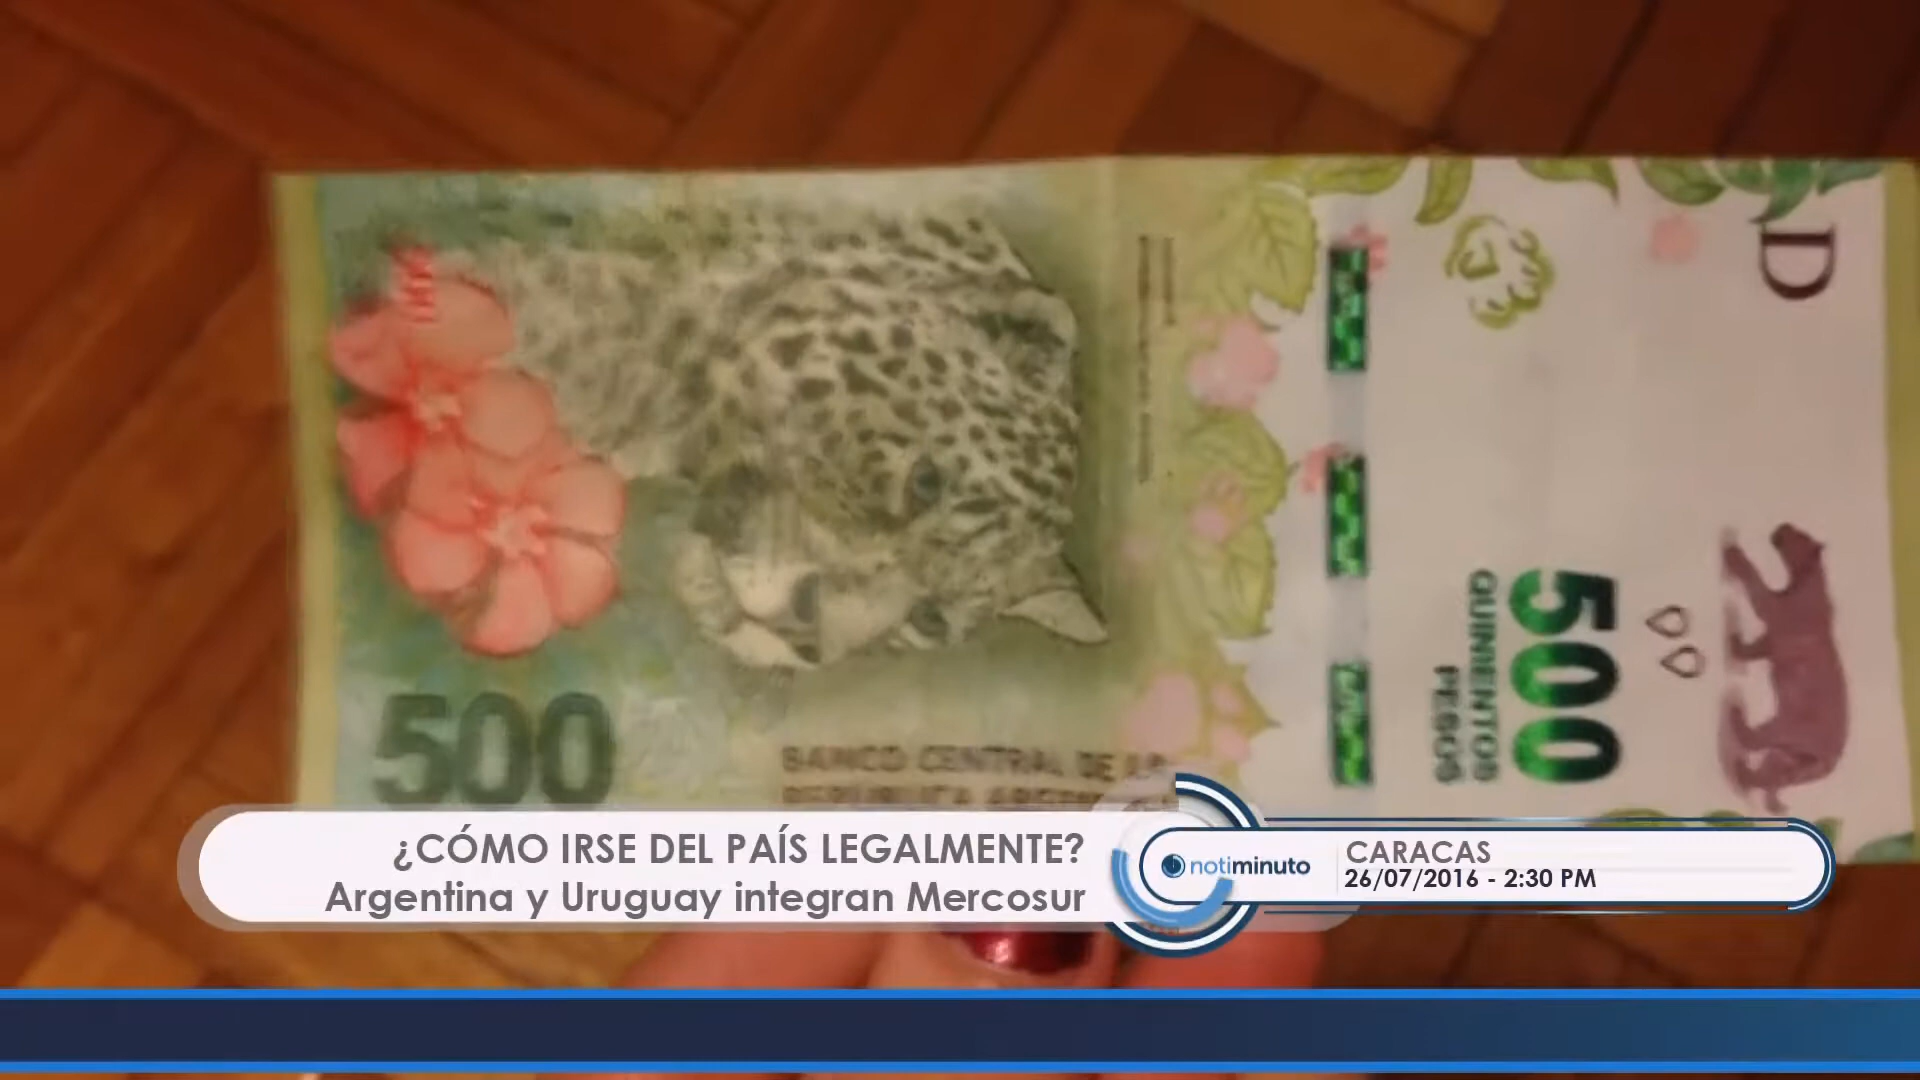 D
500
QUINIENTOS
PESOS
500
BANCO CENTRAL DE LA
¿CÓMO IRSE DEL PAÍS LEGALMENTE?
Argentina y Uruguay integran Mercosur
notiminuto
CARACAS
26/07/2016 - 2:30 PM